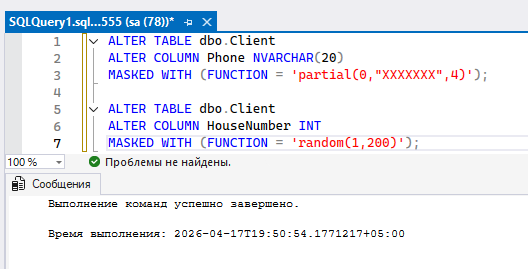 SQLQuery1.sql...555 (sa (78))*
1 ALTER TABLE dbo.Client
2 ALTER COLUMN Phone NVARCHAR(20)
3 MASKED WITH (FUNCTION = 'partial(0,"XXXXXXX",4)');
4
5 ALTER TABLE dbo.Client
6 ALTER COLUMN HouseNumber INT
7 MASKED WITH (FUNCTION = 'random(1,200)');
100 % Проблемы не найдены.
Сообщения
Выполнение команд успешно завершено.
Время выполнения: 2026-04-17T19:50:54.1771217+05:00